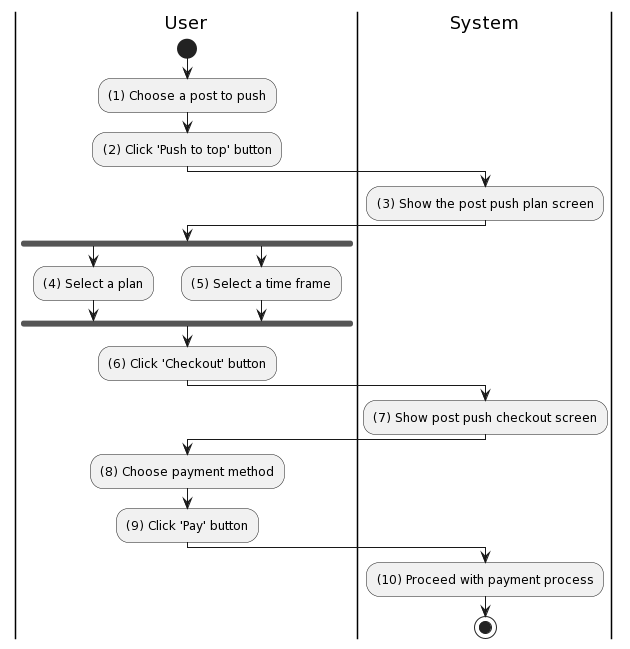 User
System
(1) Choose a post to push
(2) Click 'Push to top' button
(3) Show the post push plan screen
(4) Select a plan
(5) Select a time frame
(6) Click 'Checkout' button
(7) Show post push checkout screen
(8) Choose payment method
(9) Click 'Pay' button
(10) Proceed with payment process